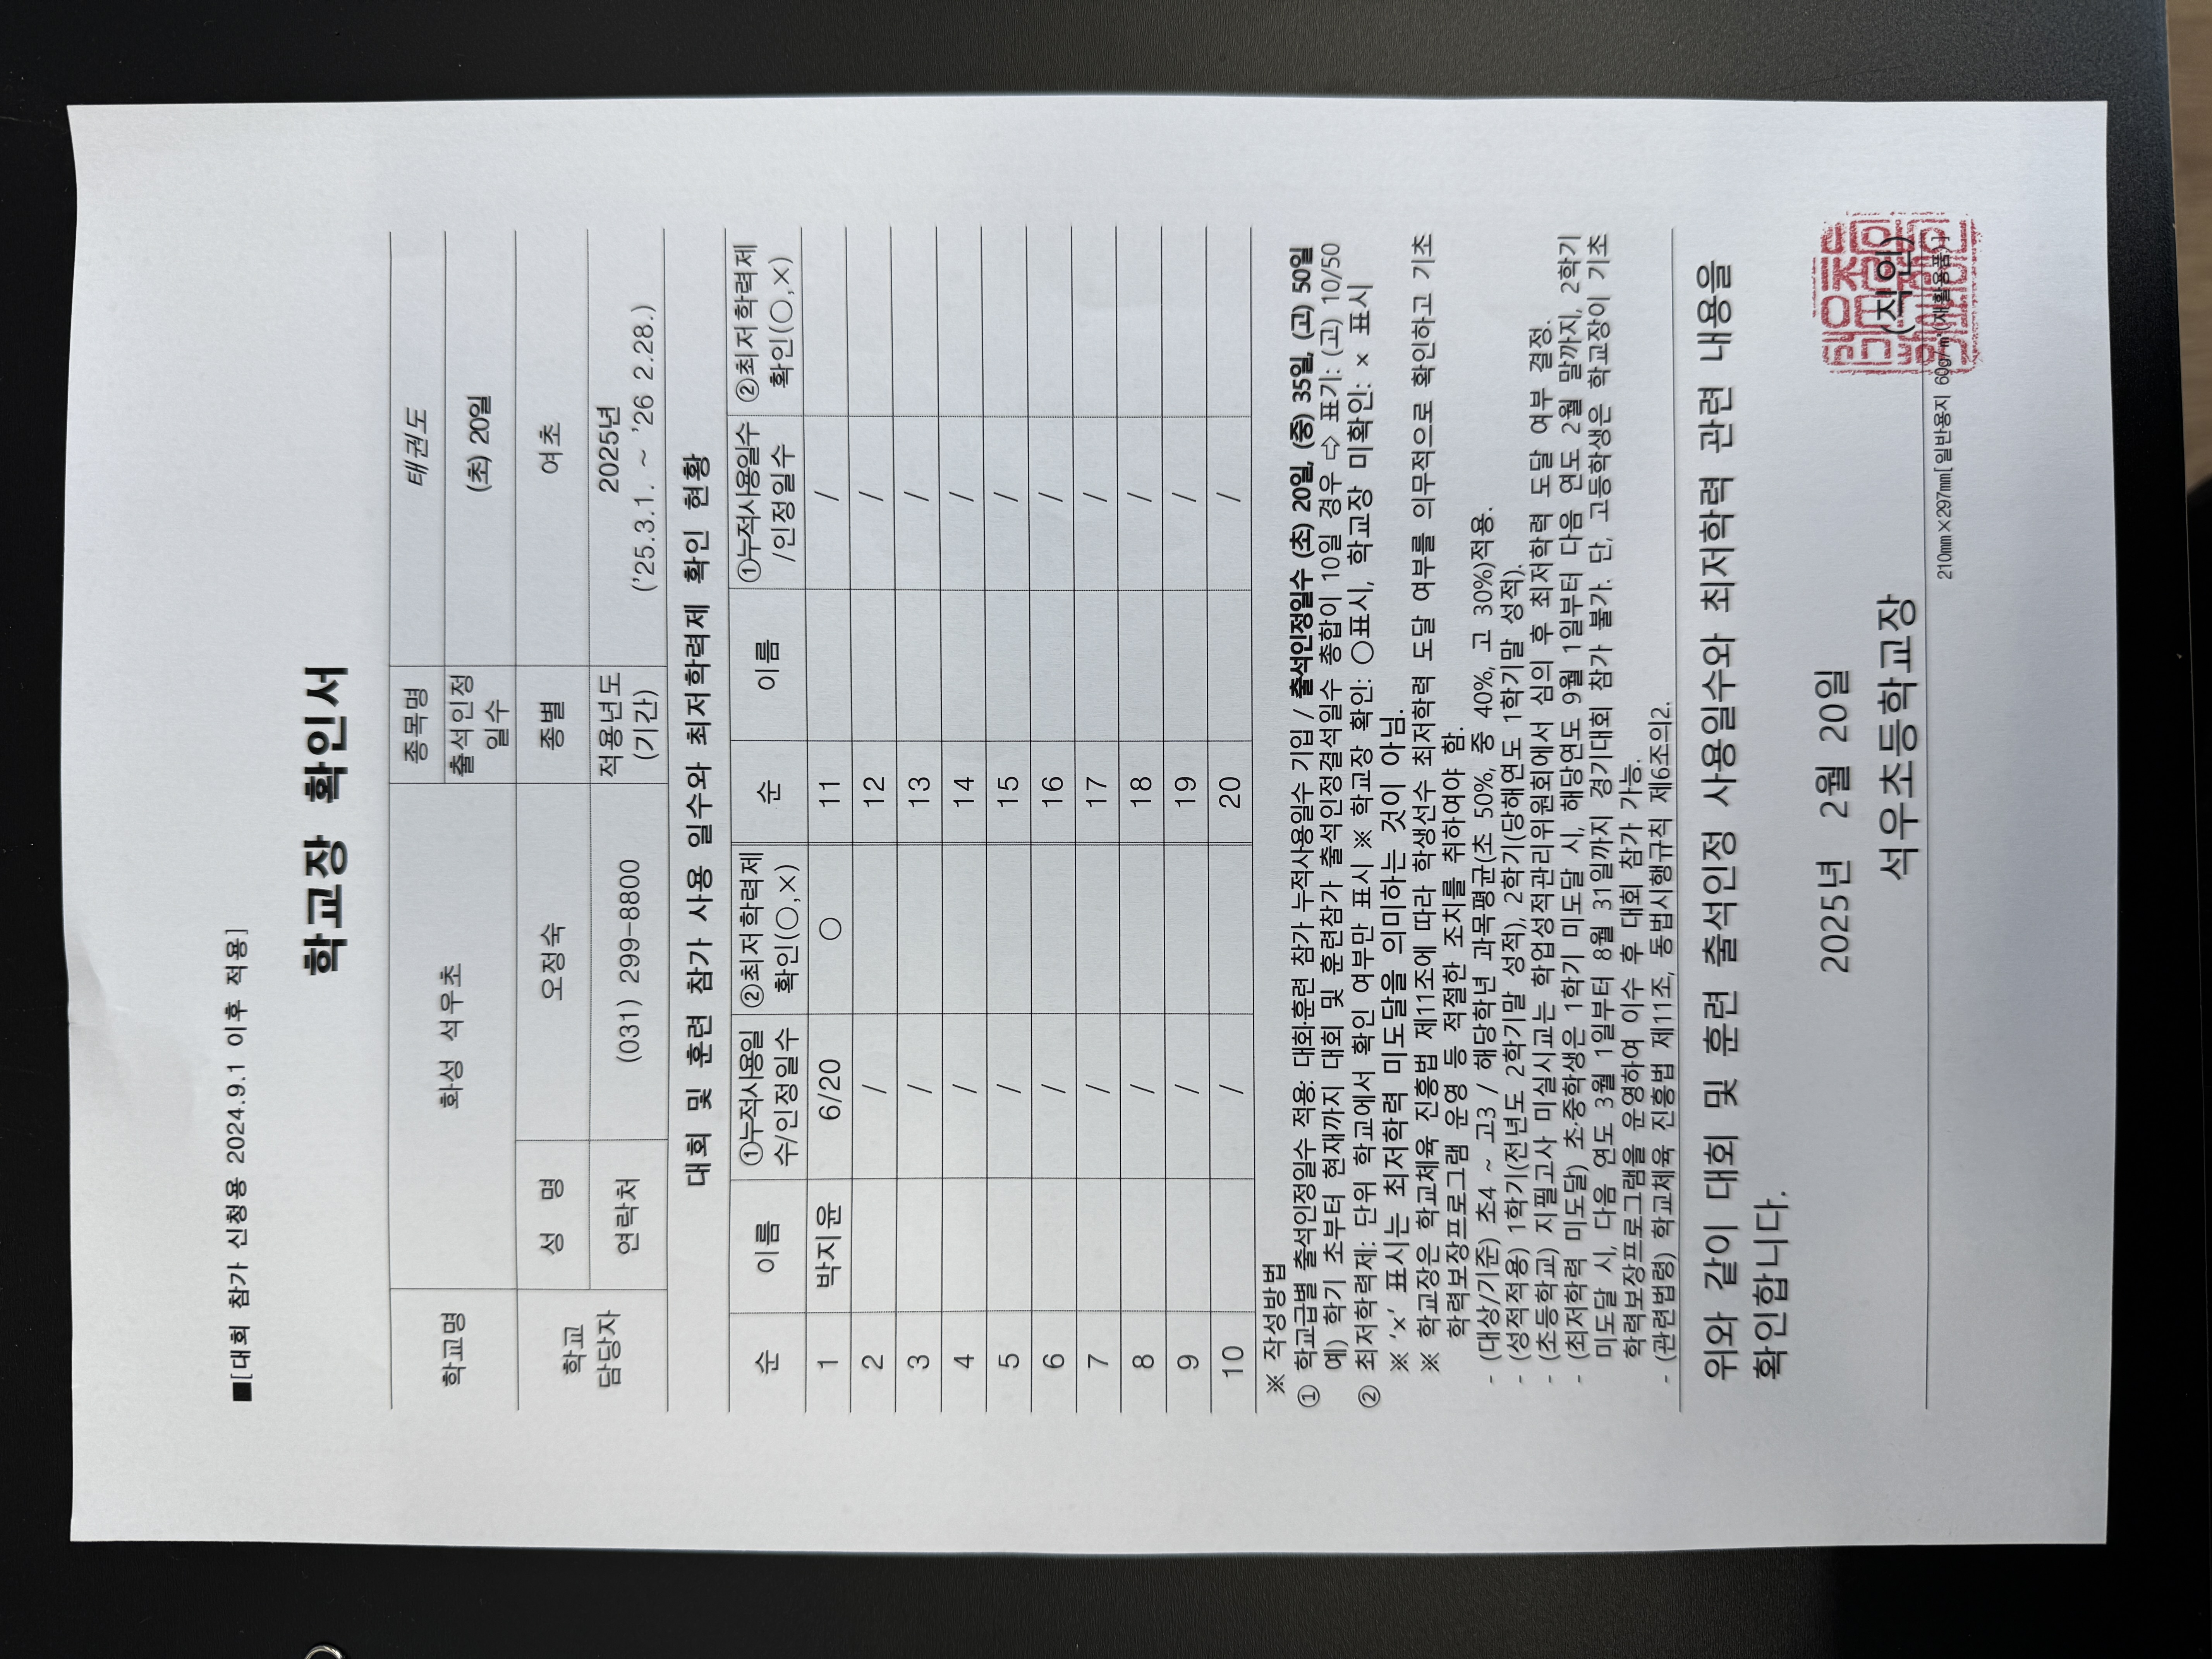 ■[대회 참가 신청용 2024.9.1 이후 적용]
학교장 확인서
학교명 화성 석우초 종목명 태권도
출석인정 일수 (초) 20일
학교 담당자 성 명 오정숙 종별 여초
연락처 (031) 299-8800 적용년도 (기간) 2025년 ('25.3.1. ~ '26 2.28.)
대회 및 훈련 참가 사용 일수와 최저학력제 확인 현황
순 이름 ①누적사용일수/인정일수 ②최저학력제 확인(○,×) 순 이름 ①누적사용일수/인정일수 ②최저학력제 확인(○,×)
1 박지윤 6/20 ○ 11 /
2 / 12 /
3 / 13 /
4 / 14 /
5 / 15 /
6 / 16 /
7 / 17 /
8 / 18 /
9 / 19 /
10 / 20 /
※ 작성방법
① 학교급별 출석인정일수 적용: 대회·훈련 참가 누적사용일수 기입 / 출석인정일수 (초) 20일, (중) 35일, (고) 50일
예) 학기 초부터 현재까지 대회 및 훈련참가 출석인정결석일수 총합이 10일 경우 ⇨ 표기: (고) 10/50
② 최저학력제: 단위 학교에서 확인 여부만 표시 ※ 학교장 확인: ○표시, 학교장 미확인: × 표시
※ '×' 표시는 최저학력 미도달을 의미하는 것이 아님.
※ 학교장은 학교체육 진흥법 제11조에 따라 학생선수 최저학력 도달 여부를 의무적으로 확인하고 기초
학력보장프로그램 운영 등 적절한 조치를 취하여야 함.
- (대상/기준) 초4 ~ 고3 / 해당학년 과목평균(초 50%, 중 40%, 고 30%)적용.
- (성적적용) 1학기(전년도 2학기말 성적), 2학기(당해연도 1학기말 성적).
- (초등학교) 지필고사 미실시교는 학업성적관리위원회에서 심의 후 최저학력 도달 여부 결정.
- (최저학력 미도달) 초·중학생은 1학기 미도달 시, 해당연도 9월 1일부터 다음 연도 2월 말까지, 2학기
미도달 시, 다음 연도 3월 1일부터 8월 31일까지 경기대회 참가 불가. 단, 고등학생은 학교장이 기초
학력보장프로그램을 운영하여 이수 후 대회 참가 가능.
- (관련법령) 학교체육 진흥법 제11조, 동법시행규칙 제6조의2.
위와 같이 대회 및 훈련 출석인정 사용일수와 최저학력 관련 내용을
확인합니다.
2025년 2월 20일
석우초등학교장 (직인)
210mm×297mm[일반용지 60g/㎡(재활용품)]